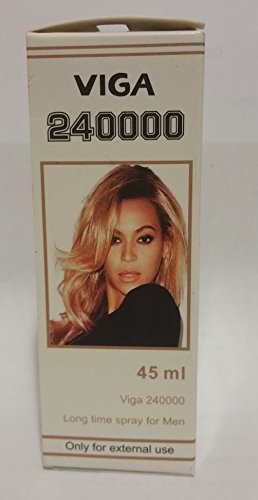 VIGA
240000
45 ml
Viga 240000
Long time spray for Men
Only for external use